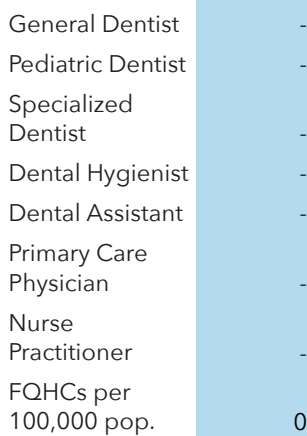 General Dentist -
Pediatric Dentist -
Specialized
Dentist -
Dental Hygienist -
Dental Assistant -
Primary Care
Physician -
Nurse
Practitioner -
FQHCs per
100,000 pop. 0